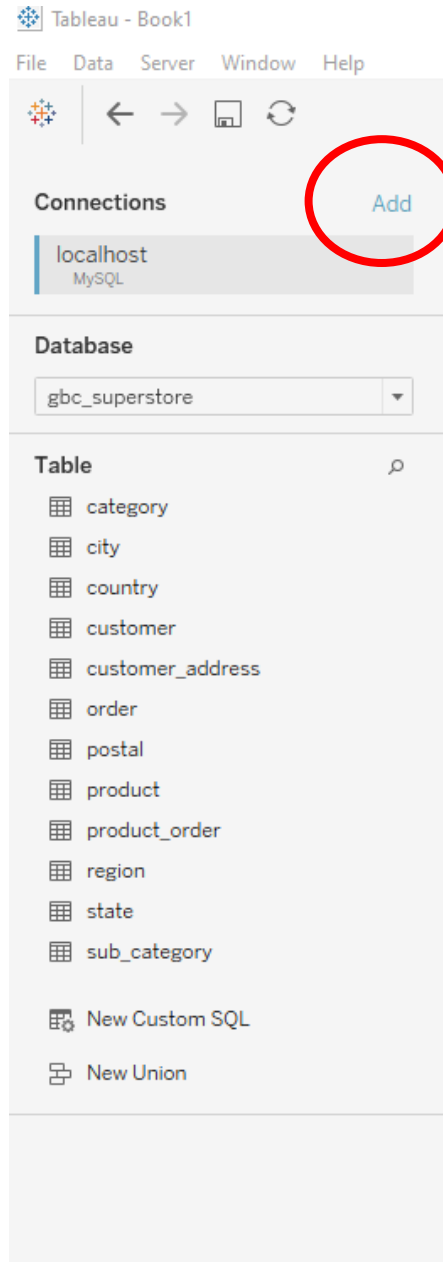 Tableau - Book1
File Data Server Window Help
Connections Add
localhost
MySQL
Database
gbc_superstore
Table
category
city
country
customer
customer_address
order
postal
product
product_order
region
state
sub_category
New Custom SQL
New Union